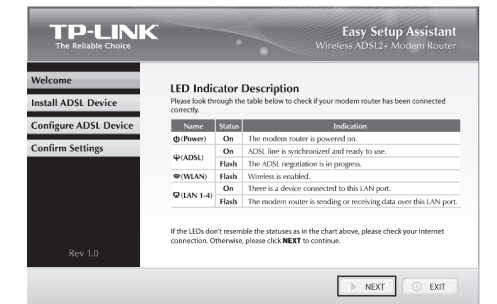 TP-LINK
The Reliable Choice
Easy Setup Assistant
Wireless ADSL2+ Modem Router
Welcome
Install ADSL Device
Configure ADSL Device
Confirm Settings
Rev 1.0
LED Indicator Description
Please look through the table below to check if your modem router has been connected
correctly.
Name Status Indication
(Power) On The modem router is powered on.
(ADSL) On ADSL line is synchronized and ready to use.
Flash The ADSL negotiation is in progress.
(WLAN) Flash Wireless is enabled.
(LAN 1-4) On There is a device connected to this LAN port.
Flash The modem router is sending or receiving data over this LAN port.
If the LEDs don't resemble the statuses as in the chart above, please check your Internet
connection. Otherwise, please click NEXT to continue.
NEXT
EXIT